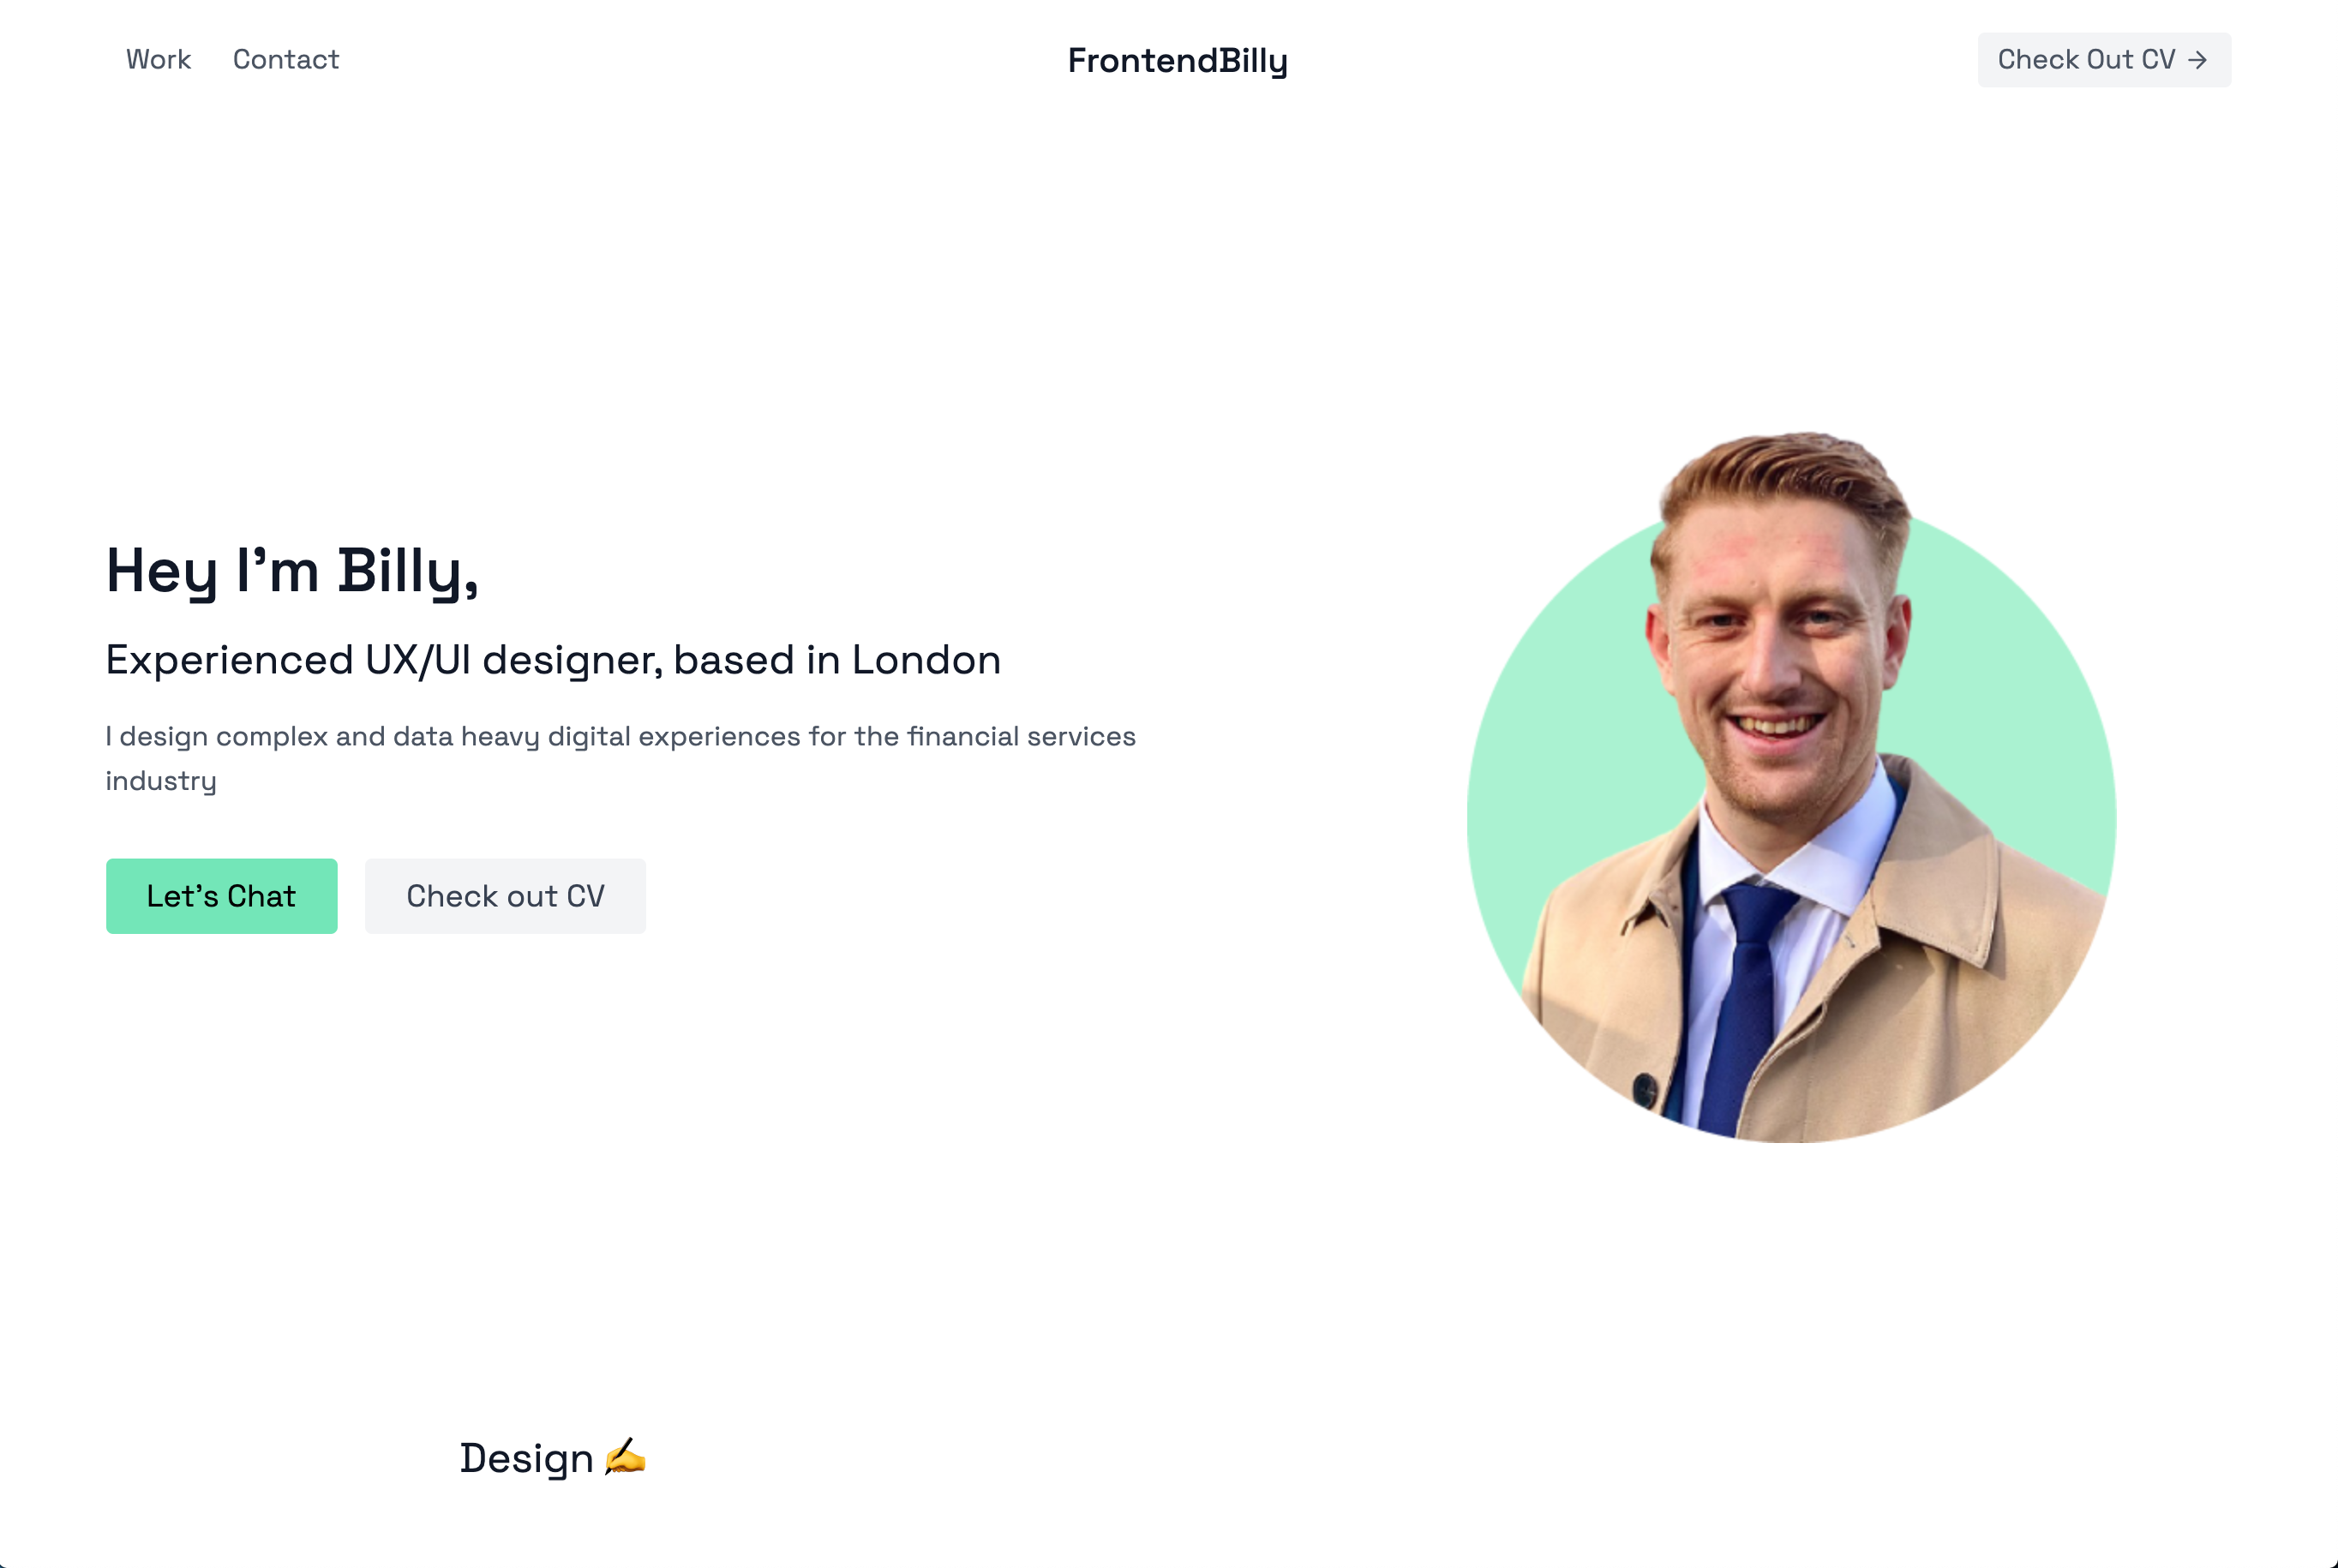 Work Contact FrontendBilly Check Out CV →
Hey I’m Billy,
Experienced UX/UI designer, based in London
I design complex and data heavy digital experiences for the financial services
industry
Let’s Chat Check out CV
Design ✍️